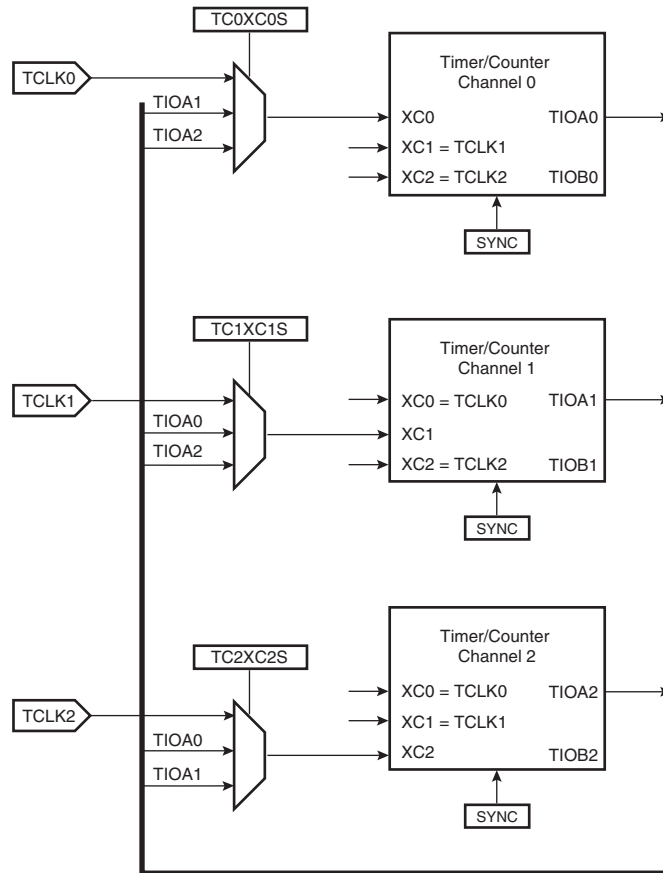 TC0XC0S
TCLK0
TIOA1
TIOA2
Timer/Counter
Channel 0
XC0
TIOA0
XC1 = TCLK1
XC2 = TCLK2
TIOB0
SYNC
TC1XC1S
TCLK1
TIOA0
TIOA2
Timer/Counter
Channel 1
XC0 = TCLK0
TIOA1
XC1
XC2 = TCLK2
TIOB1
SYNC
TC2XC2S
TCLK2
TIOA0
TIOA1
Timer/Counter
Channel 2
XC0 = TCLK0
TIOA2
XC1 = TCLK1
XC2
TIOB2
SYNC